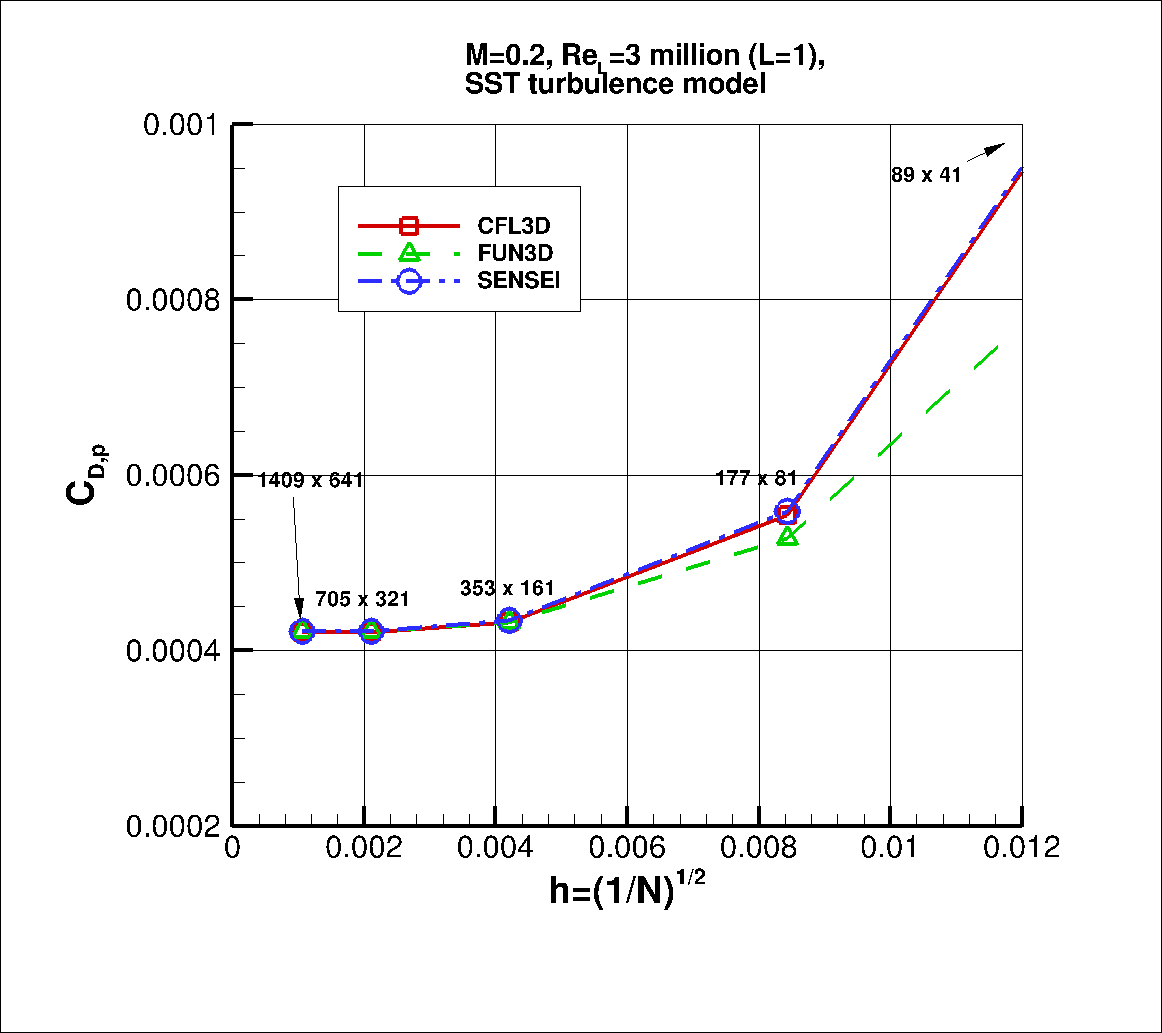 M=0.2, Re_L=3 million (L=1),
SST turbulence model
0.001
89 x 41
CFL3D
FUN3D
SENSEI
0.0008
C_D,p
0.0006
1409 x 641
177 x 81
705 x 321
353 x 161
0.0004
0.0002
0 0.002 0.004 0.006 0.008 0.01 0.012
h=(1/N)^1/2